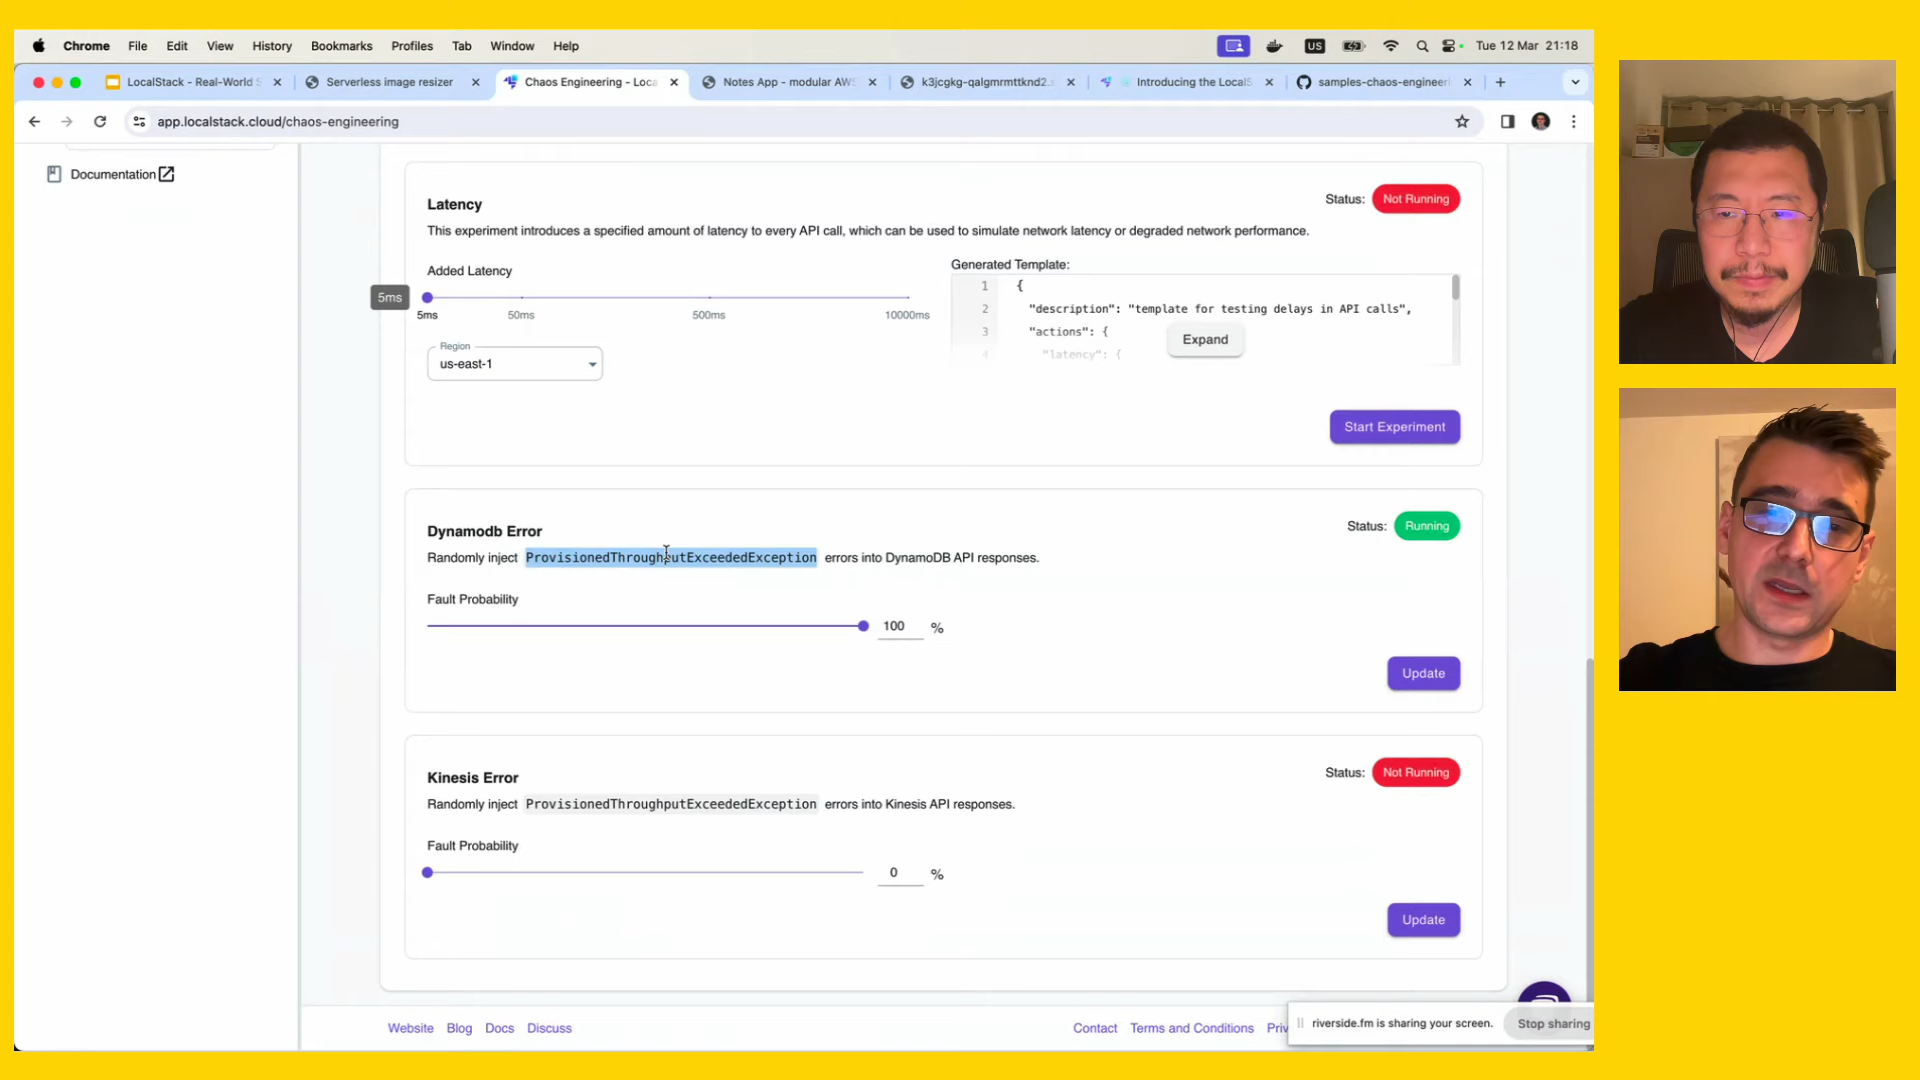 Chrome File Edit View History Bookmarks Profiles Tab Window Help US Tue 12 Mar 21:18
LocalStack - Real-World S Serverless image resizer Chaos Engineering - Loca Notes App - modular AWS k3jcgkg-qalgmrmttknd2.s Introducing the LocalS samples-chaos-engineeri
app.localstack.cloud/chaos-engineering
Documentation
Latency
Status: Not Running
This experiment introduces a specified amount of latency to every API call, which can be used to simulate network latency or degraded network performance.
Added Latency
5ms
5ms 50ms 500ms 10000ms
Region
us-east-1
Generated Template:
1 {
2 "description": "template for testing delays in API calls",
3 "actions": {
4 "latency": {
Expand
Start Experiment
Dynamodb Error
Status: Running
Randomly inject ProvisionedThroughputExceededException errors into DynamoDB API responses.
Fault Probability
100 %
Update
Kinesis Error
Status: Not Running
Randomly inject ProvisionedThroughputExceededException errors into Kinesis API responses.
Fault Probability
0 %
Update
Website Blog Docs Discuss
Contact Terms and Conditions Priv
riverside.fm is sharing your screen. Stop sharing